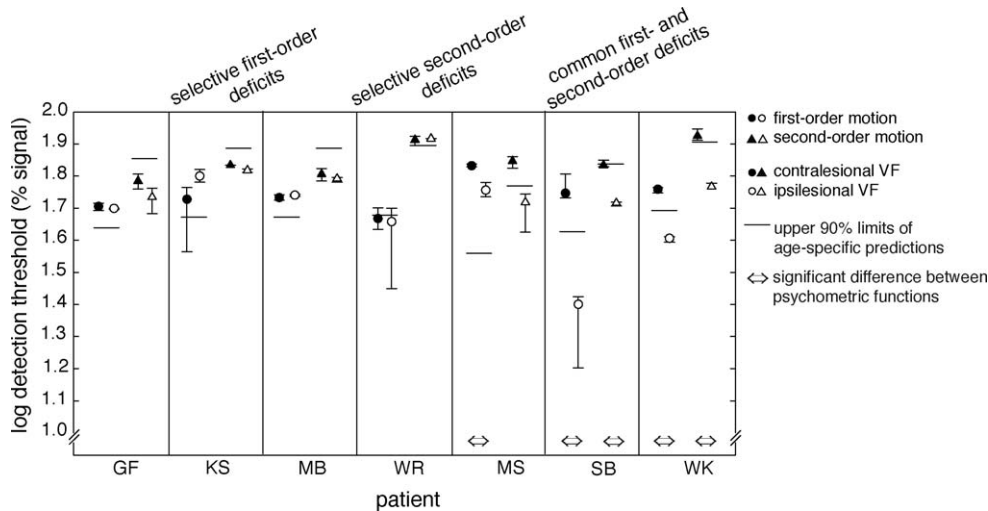 selective first-order
deficits
selective second-order
deficits
common first- and
second-order deficits
log detection threshold (% signal)
2.0
1.9
1.8
1.7
1.6
1.5
1.4
1.3
1.2
1.1
1.0
GF
KS
MB
WR
MS
SB
WK
patient
first-order motion
second-order motion
contralesional VF
ipsilesional VF
upper 90% limits of
age-specific predictions
significant difference between
psychometric functions